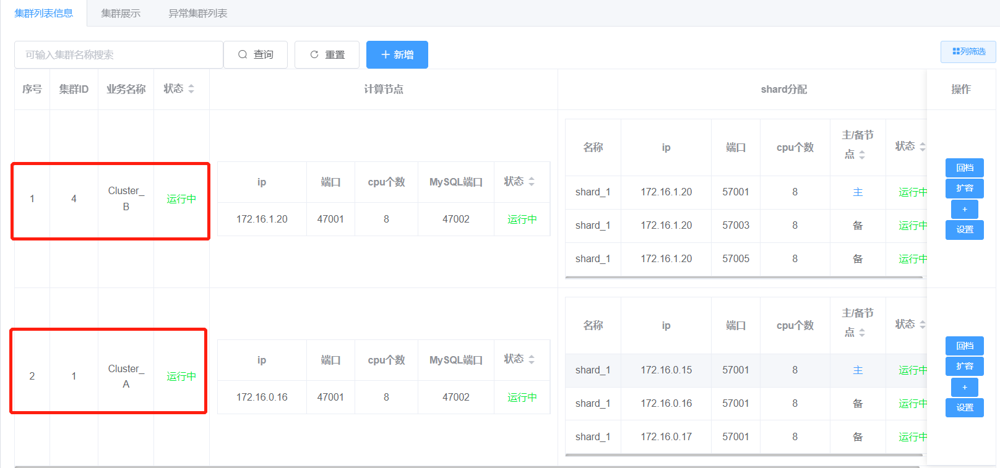 集群列表信息 集群展示 异常集群列表
可输入集群名称搜索 查询 重置 + 新增 列筛选
序号 集群ID 业务名称 状态 计算节点 shard分配 操作
1 4 Cluster_B 运行中
ip 端口 cpu个数 MySQL端口 状态
172.16.1.20 47001 8 47002 运行中
名称 ip 端口 cpu个数 主/备节点 状态
shard_1 172.16.1.20 57001 8 主 运行中
shard_1 172.16.1.20 57003 8 备 运行中
shard_1 172.16.1.20 57005 8 备 运行中
回档
扩容
+
设置
2 1 Cluster_A 运行中
ip 端口 cpu个数 MySQL端口 状态
172.16.0.16 47001 8 47002 运行中
名称 ip 端口 cpu个数 主/备节点 状态
shard_1 172.16.0.15 57001 8 主 运行中
shard_1 172.16.0.16 57001 8 备 运行中
shard_1 172.16.0.17 57001 8 备 运行中
回档
扩容
+
设置